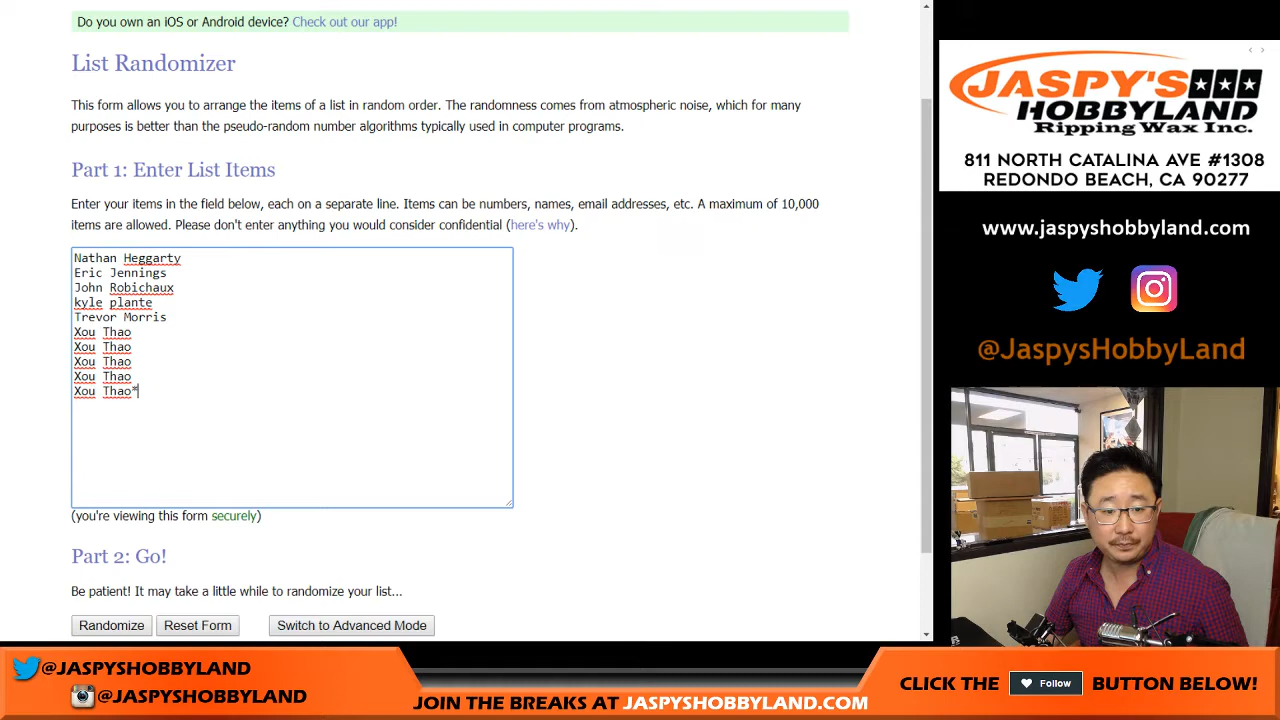 Do you own an iOS or Android device? Check out our app!
List Randomizer
This form allows you to arrange the items of a list in random order. The randomness comes from atmospheric noise, which for many
purposes is better than the pseudo-random number algorithms typically used in computer programs.
Part 1: Enter List Items
Enter your items in the field below, each on a separate line. Items can be numbers, names, email addresses, etc. A maximum of 10,000
items are allowed. Please don't enter anything you would consider confidential (here's why).
Nathan Heggarty
Eric Jennings
John Robichaux
kyle plante
Trevor Morris
Xou Thao
Xou Thao
Xou Thao
Xou Thao
Xou Thao*
(you're viewing this form securely)
Part 2: Go!
Be patient! It may take a little while to randomize your list...
Randomize
Reset Form
Switch to Advanced Mode
JASPY'S
HOBBYLAND
Ripping Wax Inc.
811 NORTH CATALINA AVE #1308
REDONDO BEACH, CA 90277
www.jaspyshobbyland.com
@JaspysHobbyLand
@JASPYSHOBBYLAND
@JASPYSHOBBYLAND
JOIN THE BREAKS AT JASPYSHOBBYLAND.COM
CLICK THE Follow BUTTON BELOW!